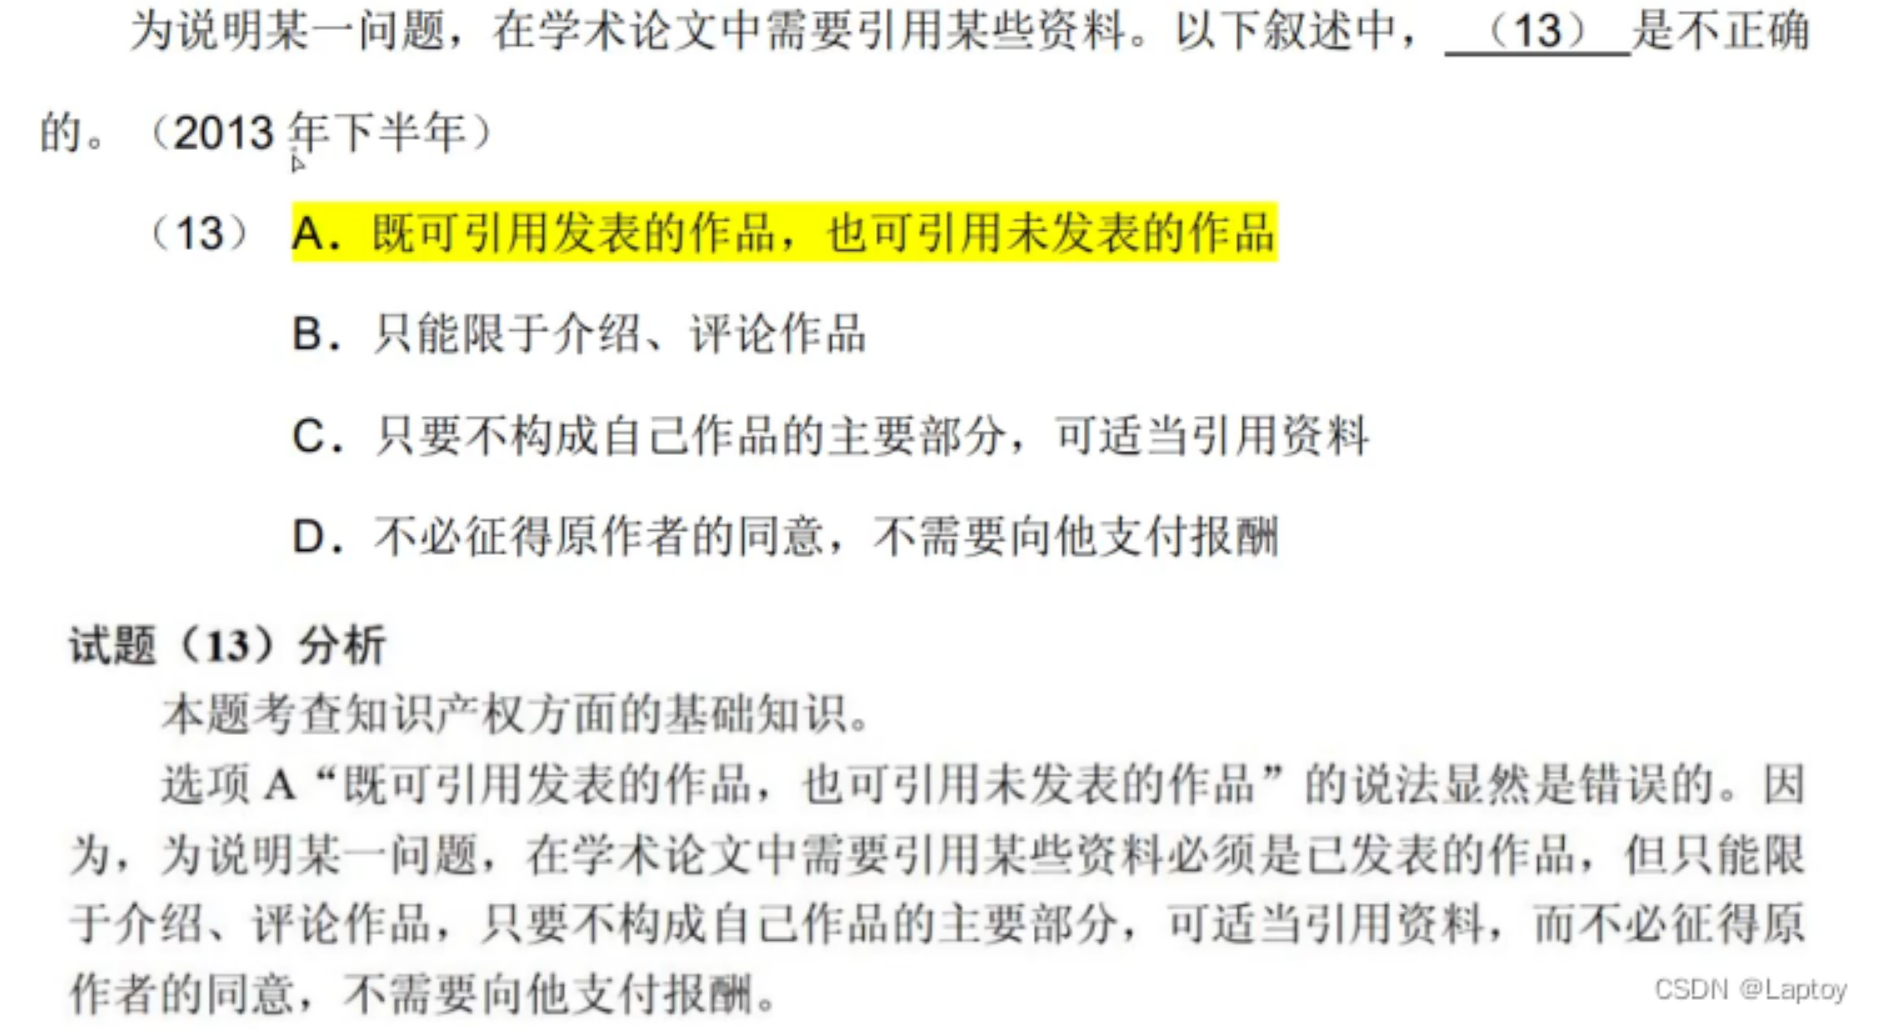 为说明某一问题，在学术论文中需要引用某些资料。以下叙述中，（13）是不正确
的。（2013 年下半年）
（13） A．既可引用发表的作品，也可引用未发表的作品
B．只能限于介绍、评论作品
C．只要不构成自己作品的主要部分，可适当引用资料
D．不必征得原作者的同意，不需要向他支付报酬
试题（13）分析
本题考查知识产权方面的基础知识。
选项 A“既可引用发表的作品，也可引用未发表的作品”的说法显然是错误的。因
为，为说明某一问题，在学术论文中需要引用某些资料必须是已发表的作品，但只能限
于介绍、评论作品，只要不构成自己作品的主要部分，可适当引用资料，而不必征得原
作者的同意，不需要向他支付报酬。
CSDN @Laptoy